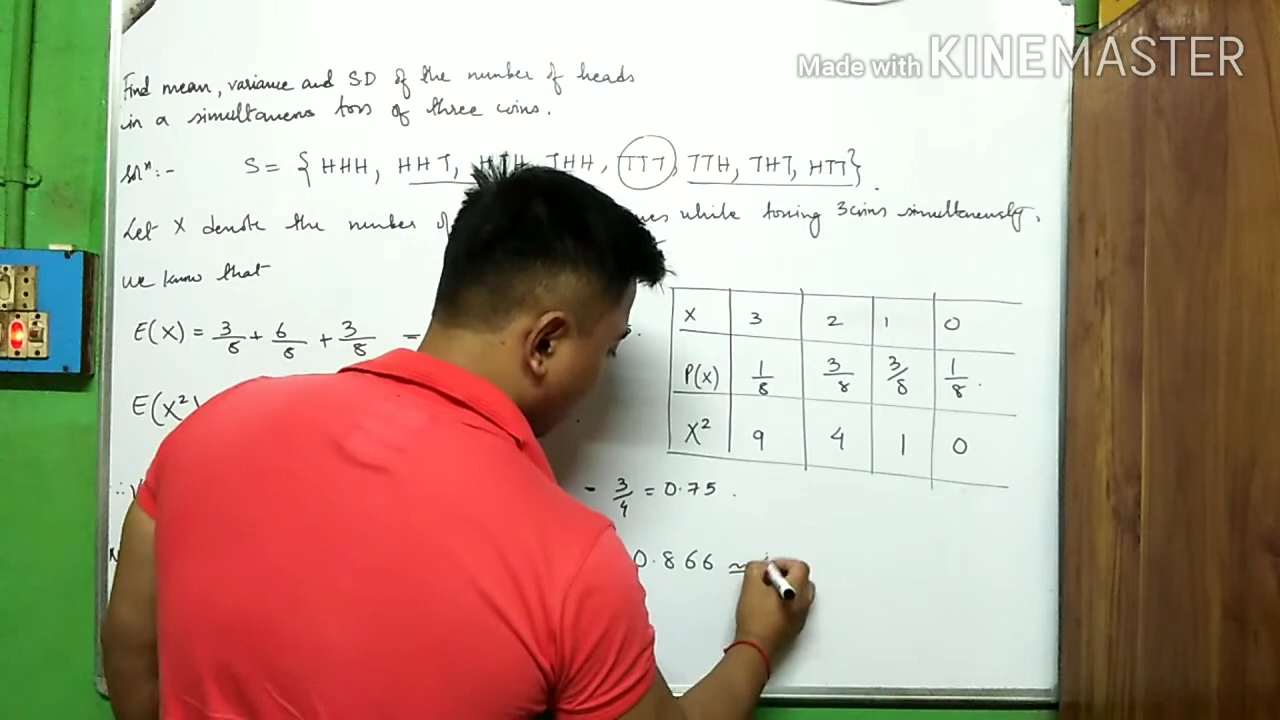 Made with KINEMASTER
Find mean, variance and SD of the number of heads
in a simultaneous toss of three coins.
Solⁿ:- S = { HHH, HHT, HTH, THH, TTT, TTH, THT, HTT}.
Let X denote the number of while tossing 3 coins simultaneously.
We know that
E(X) = 3/8 + 6/8 + 3/8 =
E(X²)
X 3 2 1 0
P(X) 1/8 3/8 3/8 1/8.
X² 9 4 1 0
3/4 = 0.75.
0.866